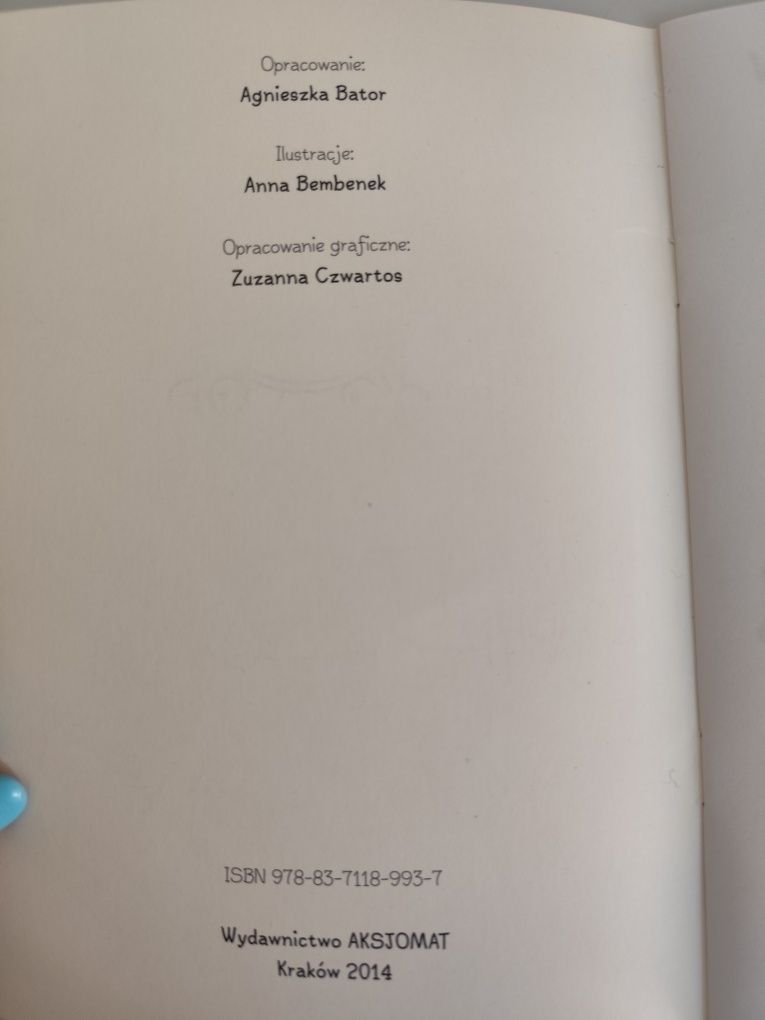 Opracowanie:
Agnieszka Bator
Ilustracje:
Anna Bembenek
Opracowanie graficzne:
Zuzanna Czwartos
ISBN 978-83-7118-993-7
Wydawnictwo AKSJOMAT
Kraków 2014